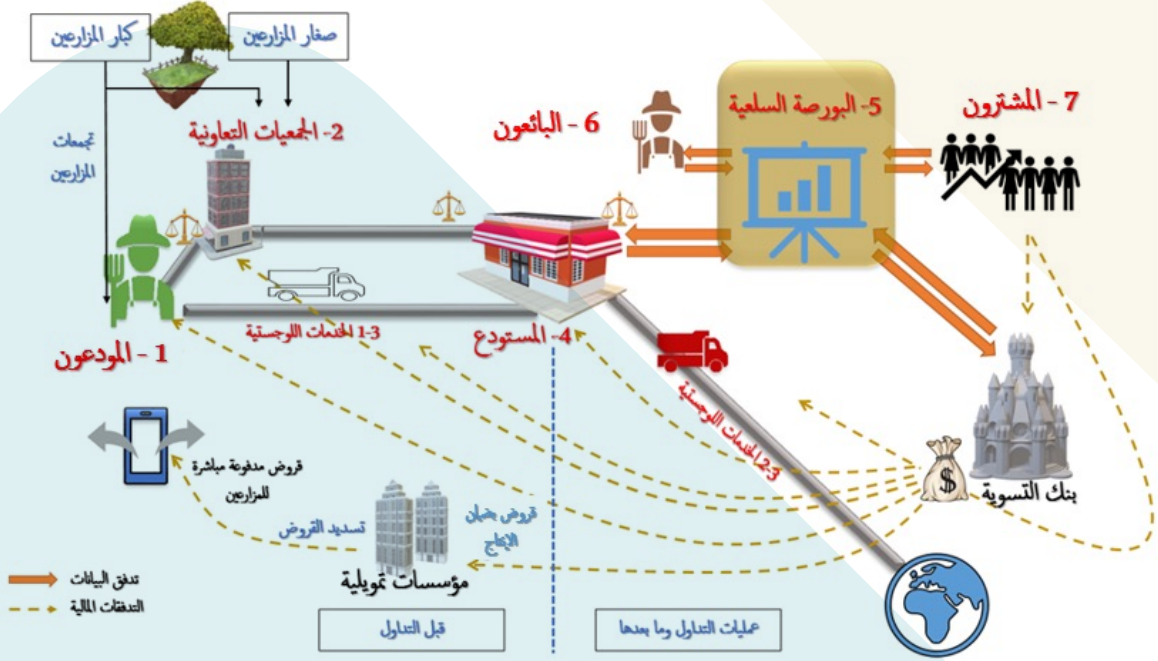 كبار المزارعين
صغار المزارعين
تجمعات
المزارعين
2- الجمعيات التعاونية
6 - البائعون
5- البورصة السلعية
7 - المشترون
1-3 الخدمات اللوجستية
4- المستودع
1 - المودعون
2-3 الخدمات اللوجستية
قروض مدفوعة مباشرة
للمزارعين
تسديد القروض
قروض بضمان
الإنتاج
مؤسسات تمويلية
$
بنك التسوية
تدفق البيانات
التدفقات المالية
قبل التداول
عمليات التداول وما بعدها